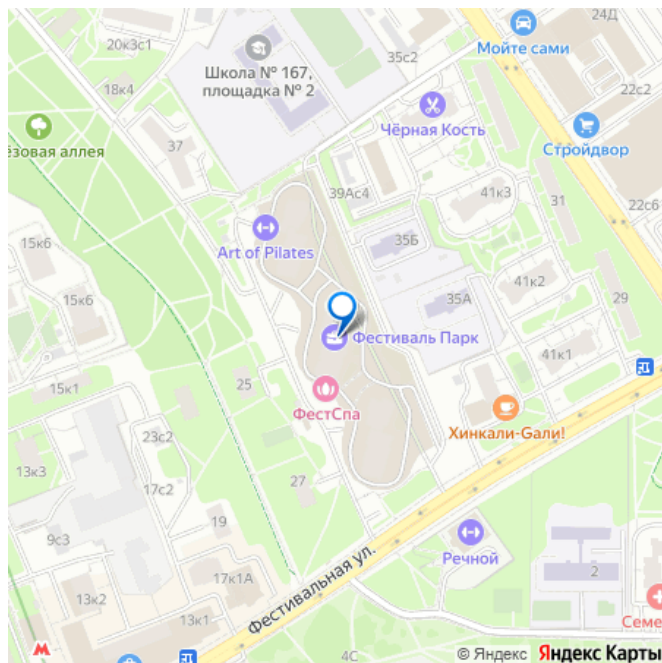 24Д
20к3с1
Мойте сами
35с2
Школа № 167,
площадка № 2
18к4
22с2
Чёрная Кость
Стройдвор
ёзовая аллея
37
39Ас4
41к3
31
22с6
15к6
Art of Pilates
35Б
41к2
15к6
35А
29
Фестиваль Парк
41к1
15к1
25
ФестСпа
Хинкали-Gали!
23с2
13к3
17с2
27
19
9с3
Речной
Фестивальная ул.
17к1А
2
13к2
13к1
Семе
4С
© Яндекс Яндекс Карты